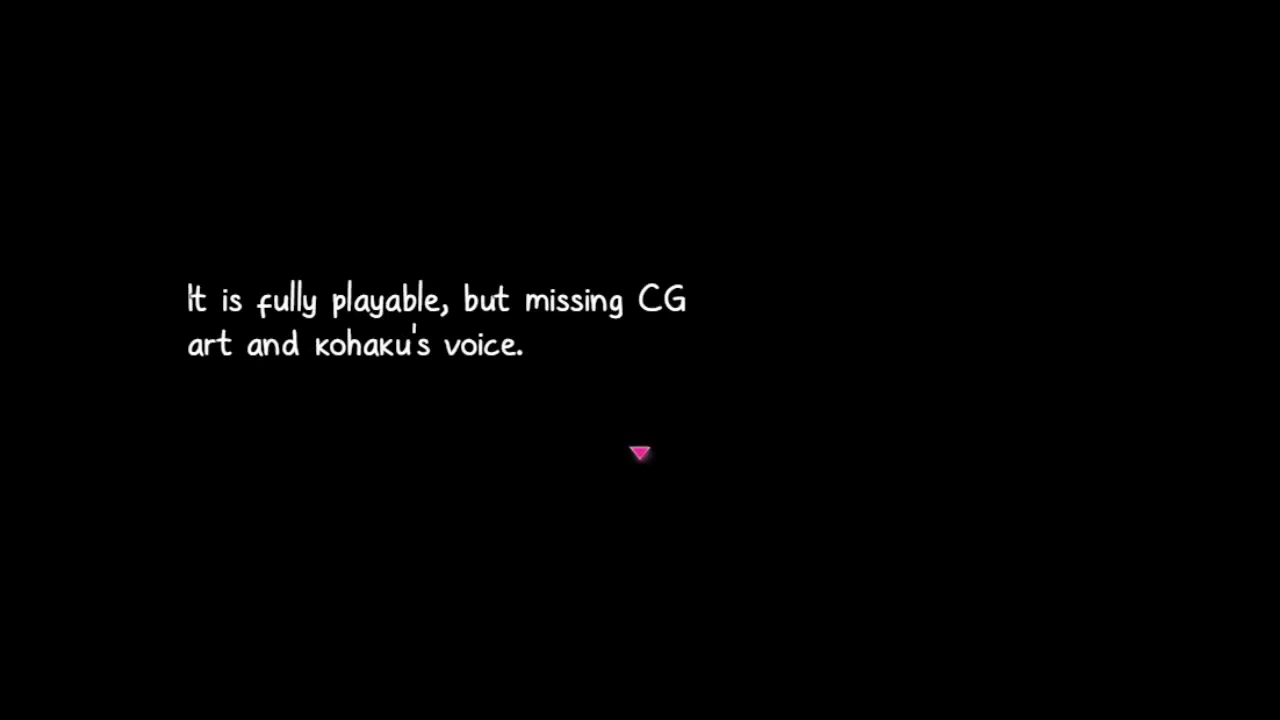 It is fully playable, but missing CG
art and kohaku's voice.